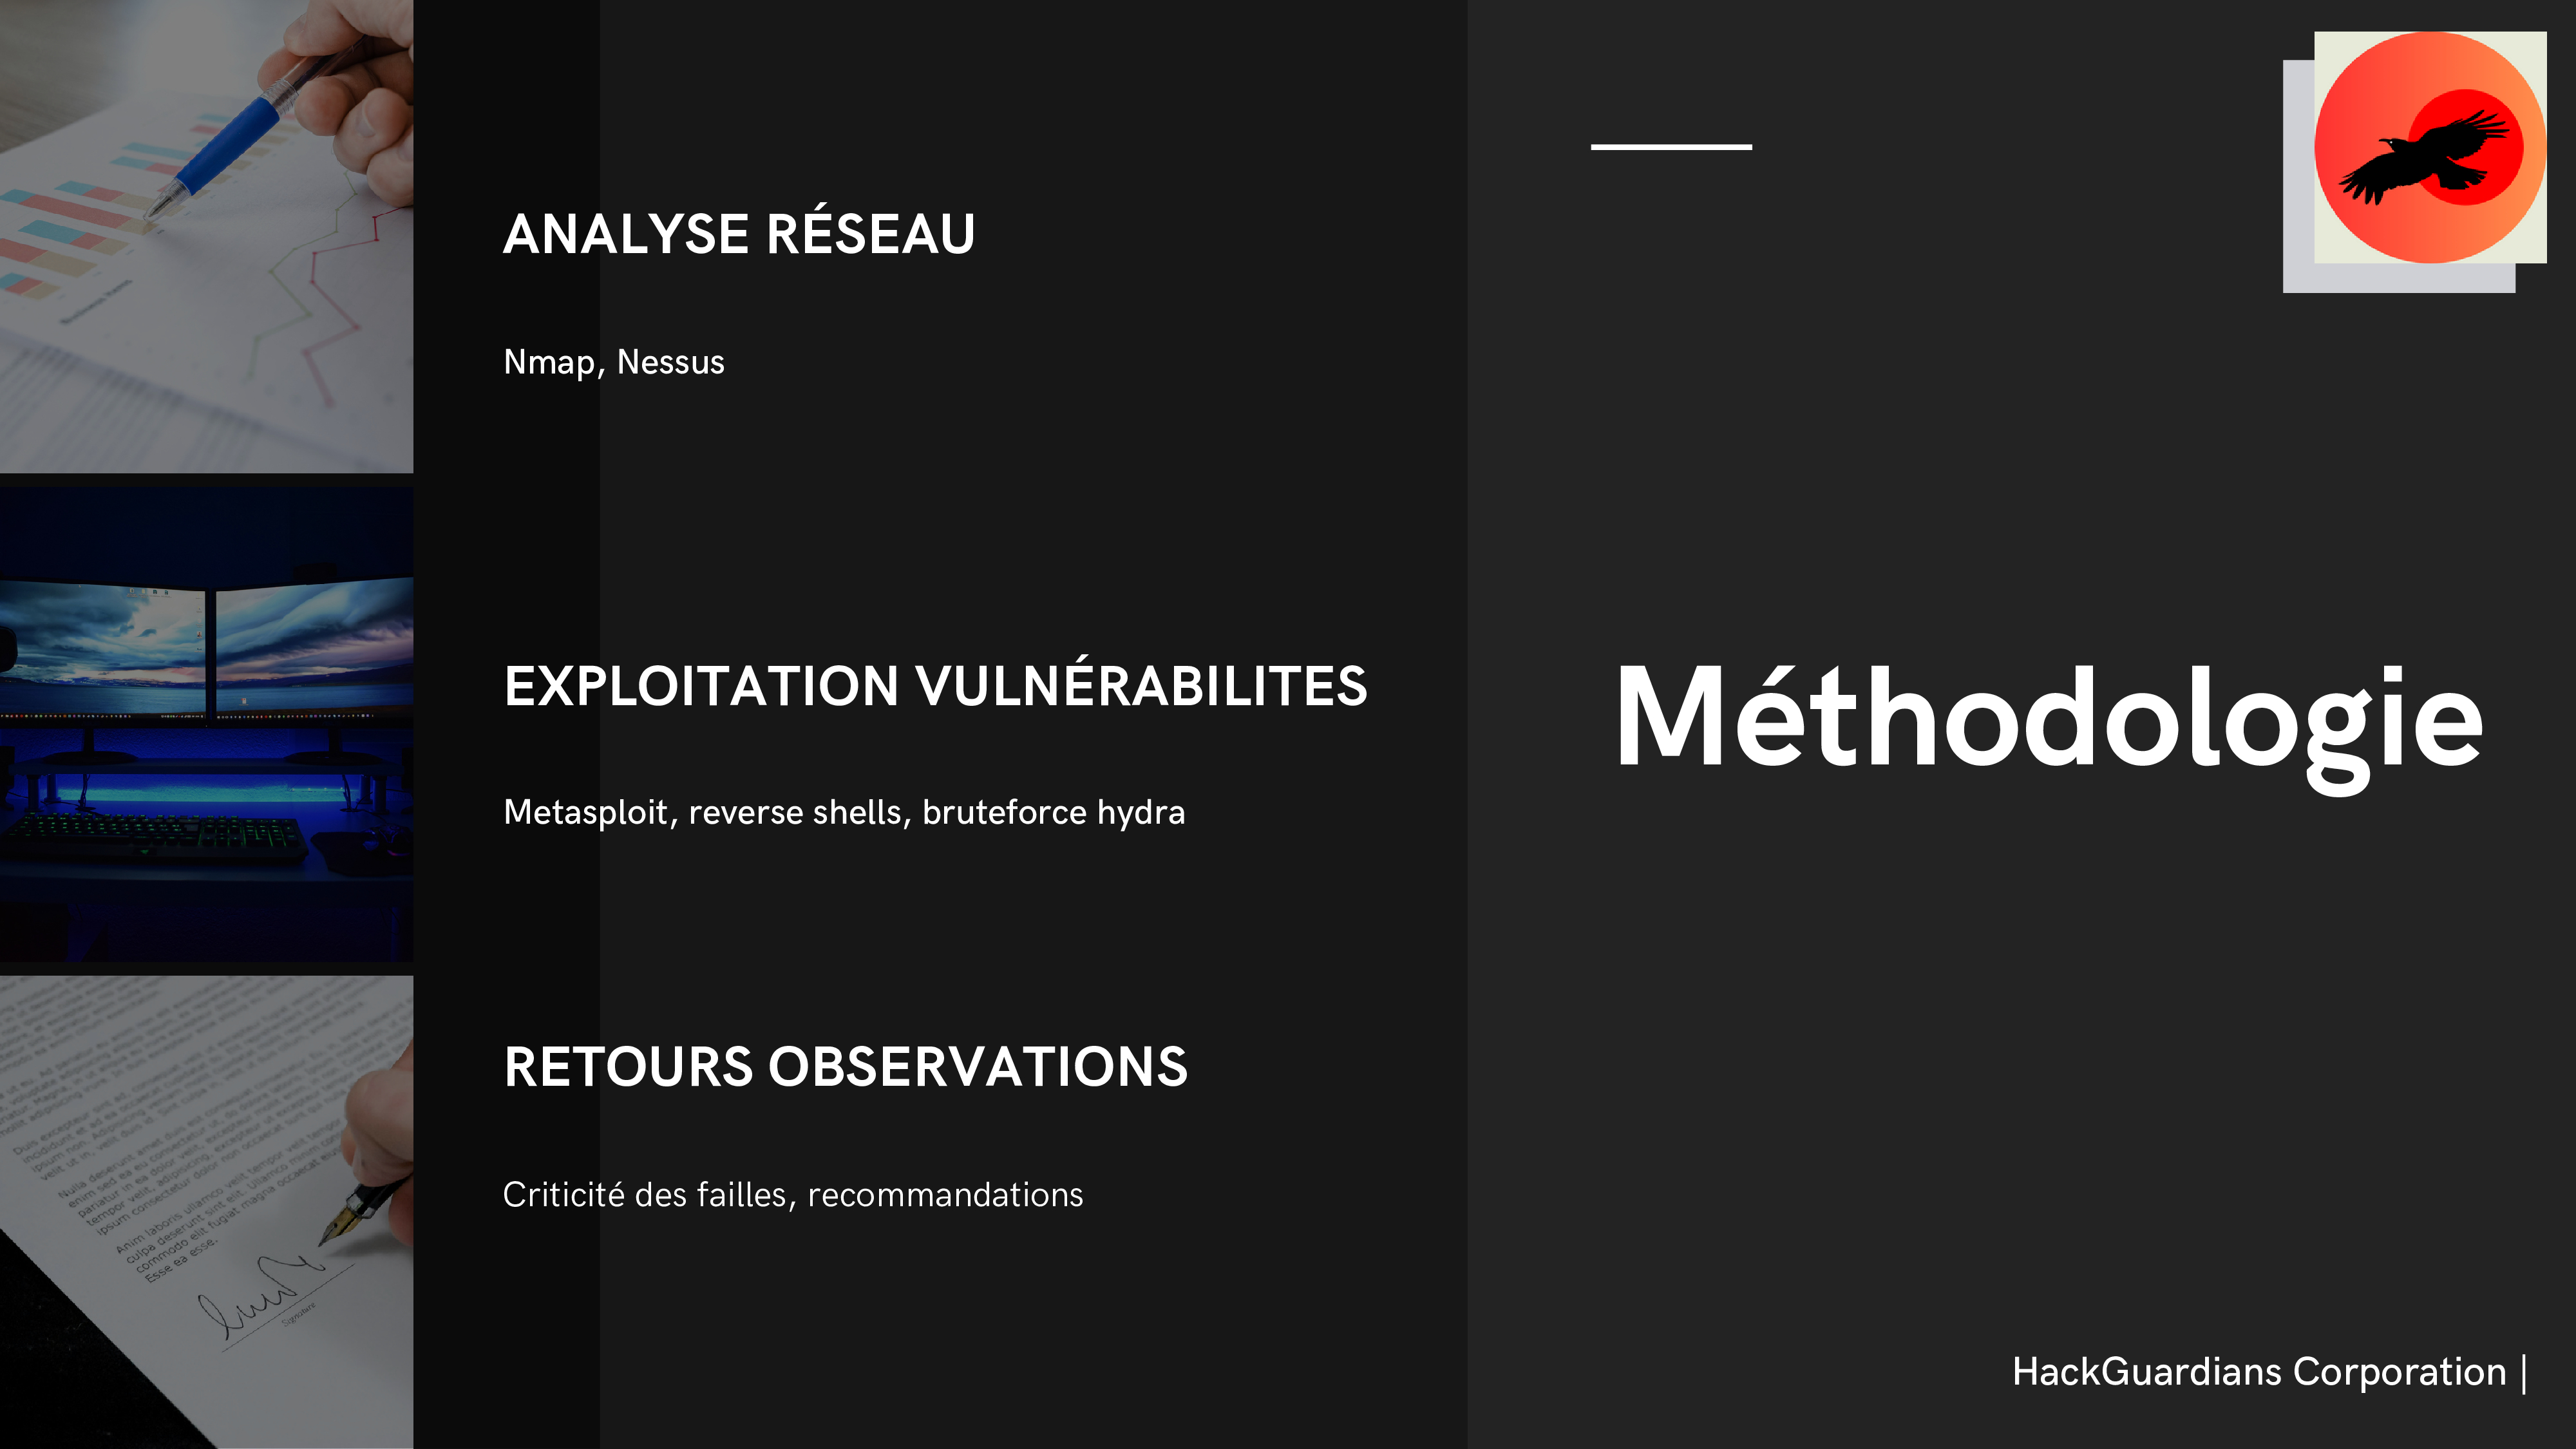 ANALYSE RÉSEAU
Nmap, Nessus
EXPLOITATION VULNÉRABILITES
Metasploit, reverse shells, bruteforce hydra
RETOURS OBSERVATIONS
Criticité des failles, recommandations
Méthodologie
HackGuardians Corporation |